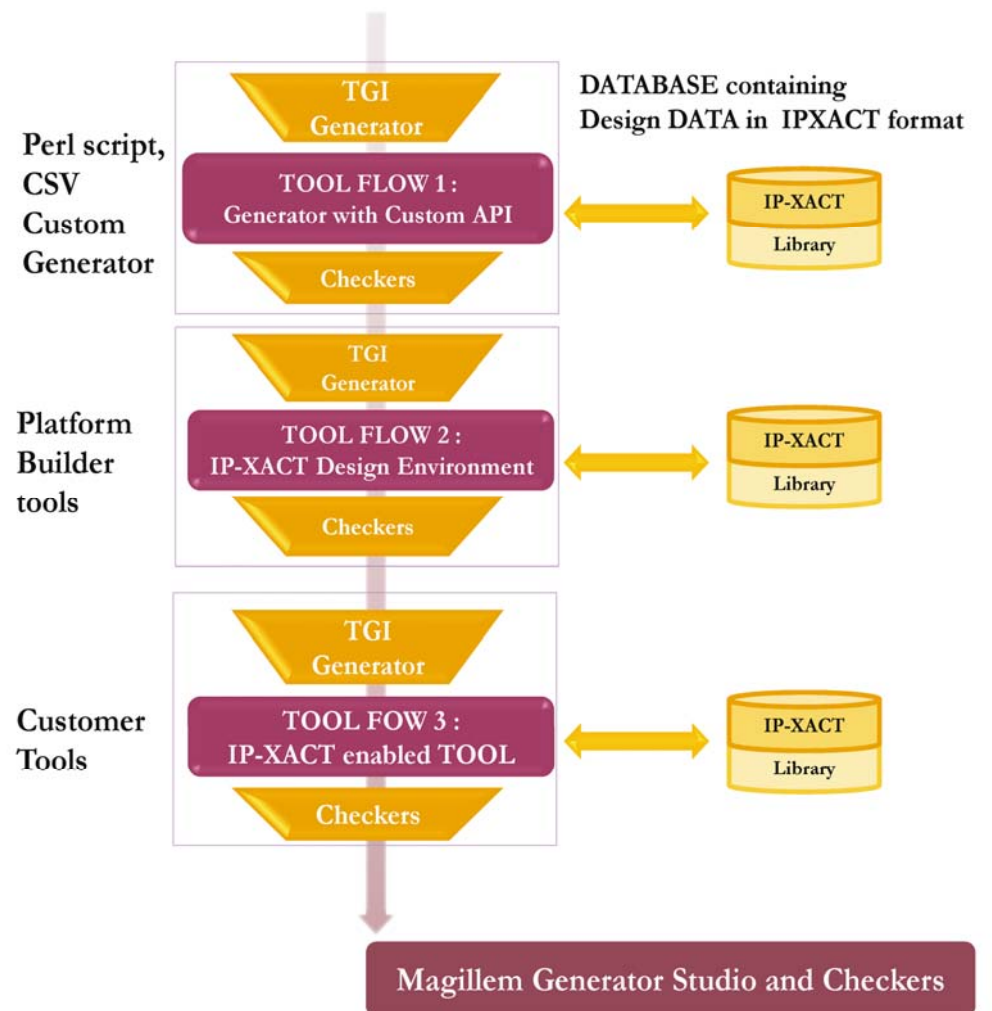 TGI
Generator
DATABASE containing
Design DATA in IPXACT format
Perl script,
CSV
Custom
Generator
TOOL FLOW 1 :
Generator with Custom API
IP-XACT
Library
Checkers
TGI
Generator
Platform
Builder
tools
TOOL FLOW 2 :
IP-XACT Design Environment
IP-XACT
Library
Checkers
TGI
Generator
Customer
Tools
TOOL FOW 3 :
IP-XACT enabled TOOL
IP-XACT
Library
Checkers
Magillem Generator Studio and Checkers